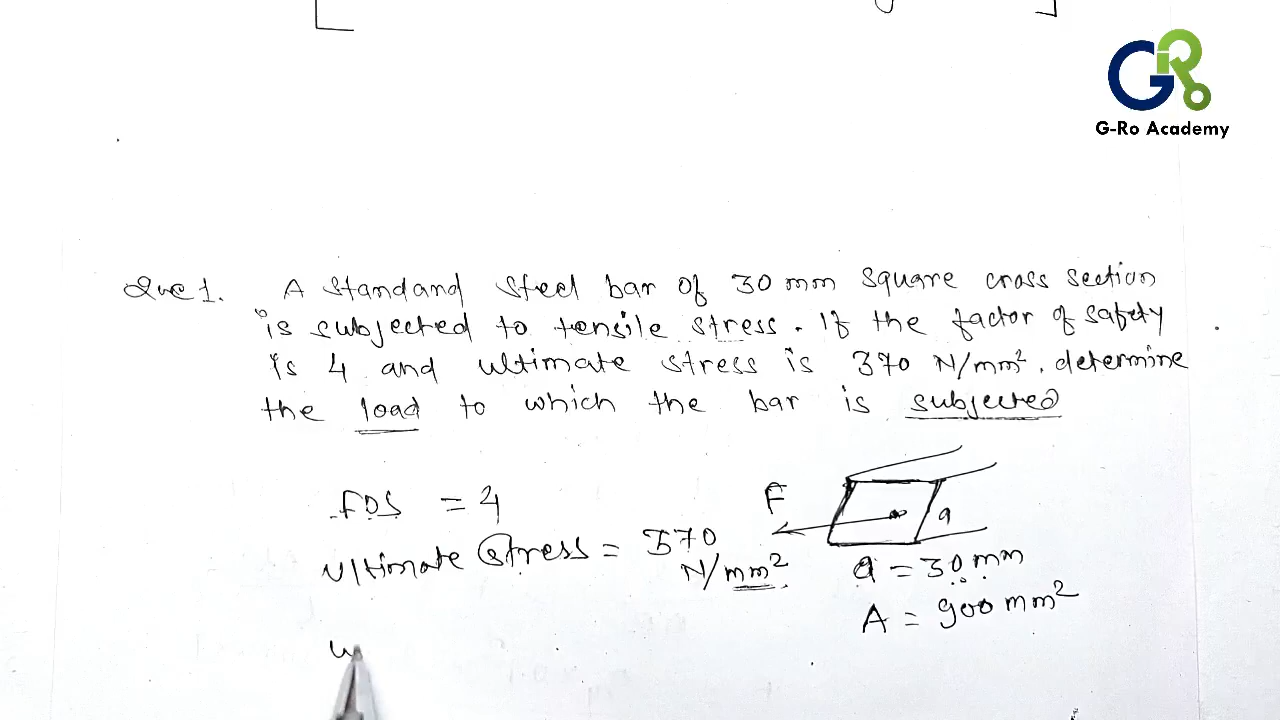 GR
G-Ro Academy
Que 1. A standard steel bar of 30 mm square cross section
is subjected to tensile stress. If the factor of safety
is 4 and ultimate stress is 370 N/mm². determine
the load to which the bar is subjected
F
FOS = 4
a
Ultimate stress = 370
N/mm²
a = 30 mm
A = 900 mm²